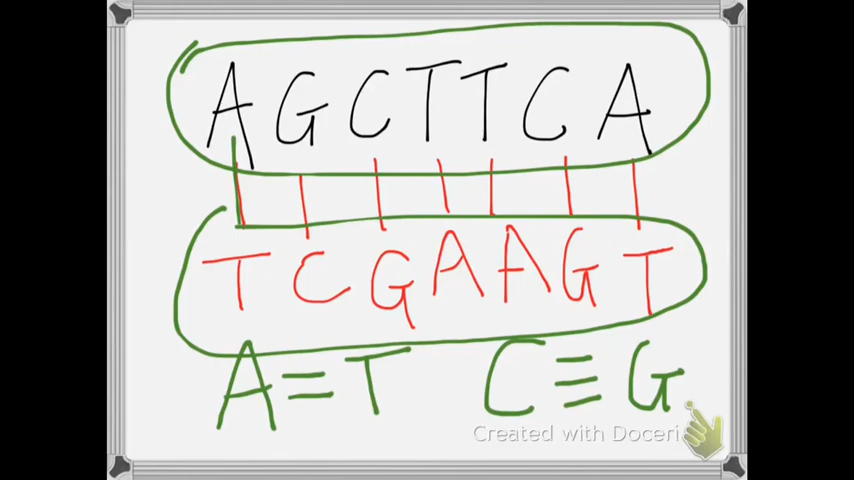 AGCTTCA
TCGAAGT
A=T C≡G
Created with Doceri